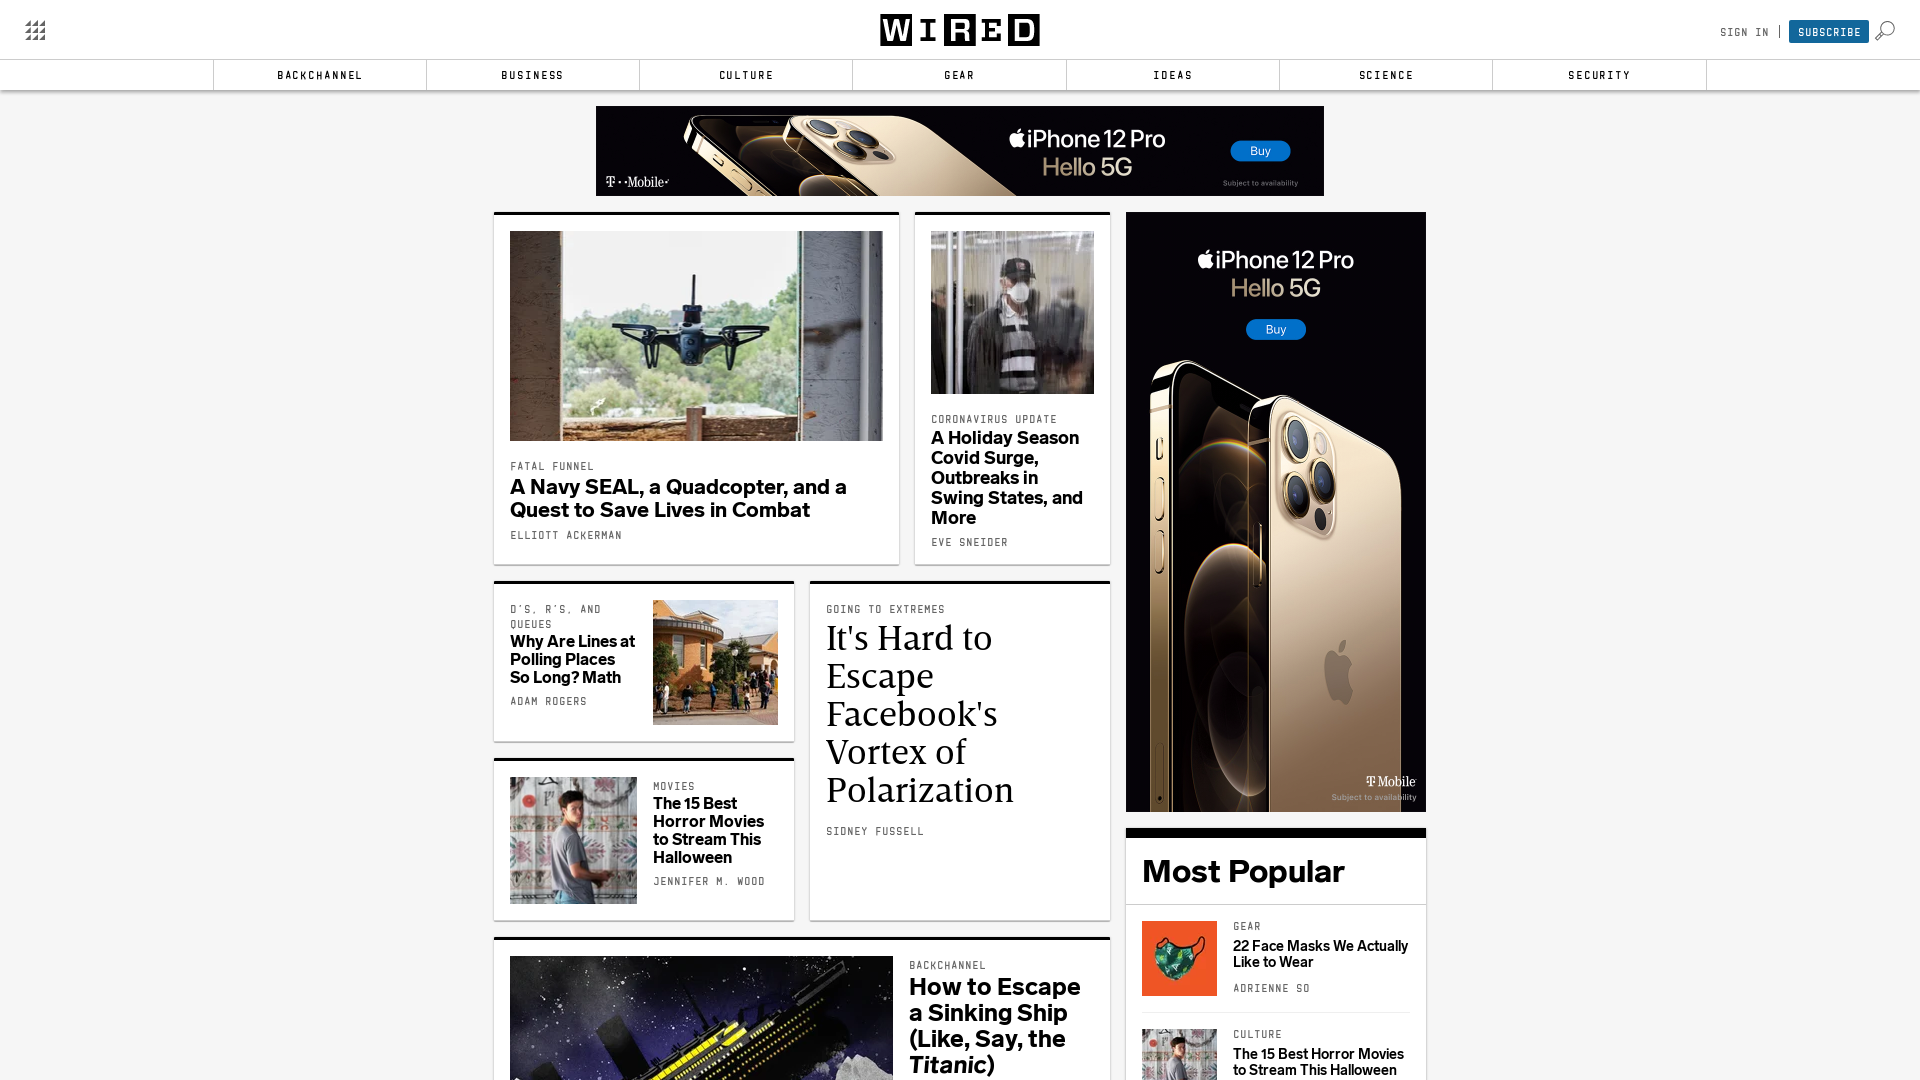 WIRED
SIGN IN
SUBSCRIBE
BACKCHANNEL
BUSINESS
CULTURE
GEAR
IDEAS
SCIENCE
SECURITY
iPhone 12 Pro
Hello 5G
Buy
T Mobile
Subject to availability
FATAL FUNNEL
A Navy SEAL, a Quadcopter, and a
Quest to Save Lives in Combat
ELLIOTT ACKERMAN
CORONAVIRUS UPDATE
A Holiday Season
Covid Surge,
Outbreaks in
Swing States, and
More
EVE SNEIDER
iPhone 12 Pro
Hello 5G
Buy
T Mobile
Subject to availability
D'S, R'S, AND
QUEUES
Why Are Lines at
Polling Places
So Long? Math
ADAM ROGERS
GOING TO EXTREMES
It's Hard to
Escape
Facebook's
Vortex of
Polarization
SIDNEY FUSSELL
MOVIES
The 15 Best
Horror Movies
to Stream This
Halloween
JENNIFER M. WOOD
Most Popular
GEAR
22 Face Masks We Actually
Like to Wear
ADRIENNE SO
CULTURE
The 15 Best Horror Movies
to Stream This Halloween
BACKCHANNEL
How to Escape
a Sinking Ship
(Like, Say, the
Titanic)